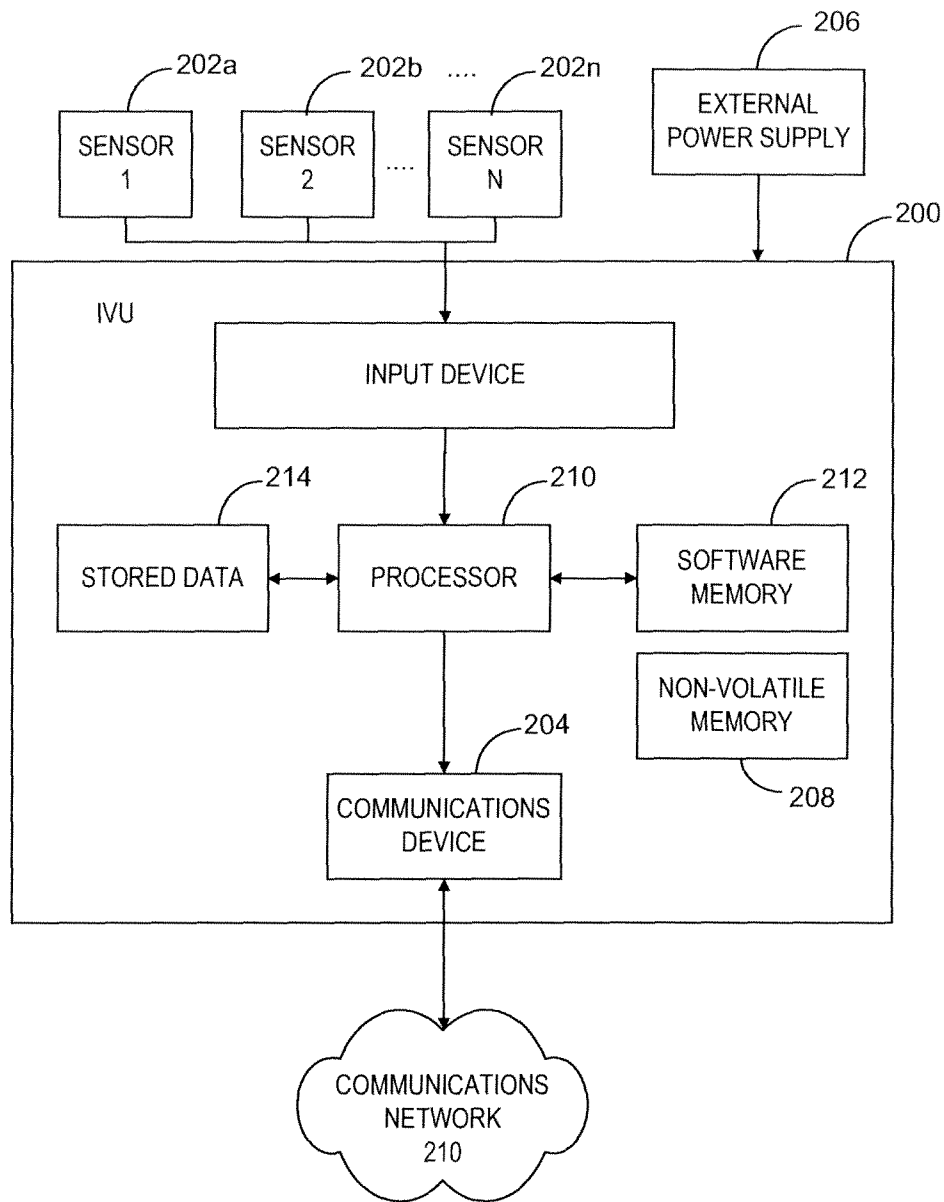 206
202a
202b ....
202n
EXTERNAL
POWER SUPPLY
SENSOR
1
SENSOR
2
....
SENSOR
N
200
IVU
INPUT DEVICE
214
210
212
STORED DATA
PROCESSOR
SOFTWARE
MEMORY
NON-VOLATILE
MEMORY
204
208
COMMUNICATIONS
DEVICE
COMMUNICATIONS
NETWORK
210